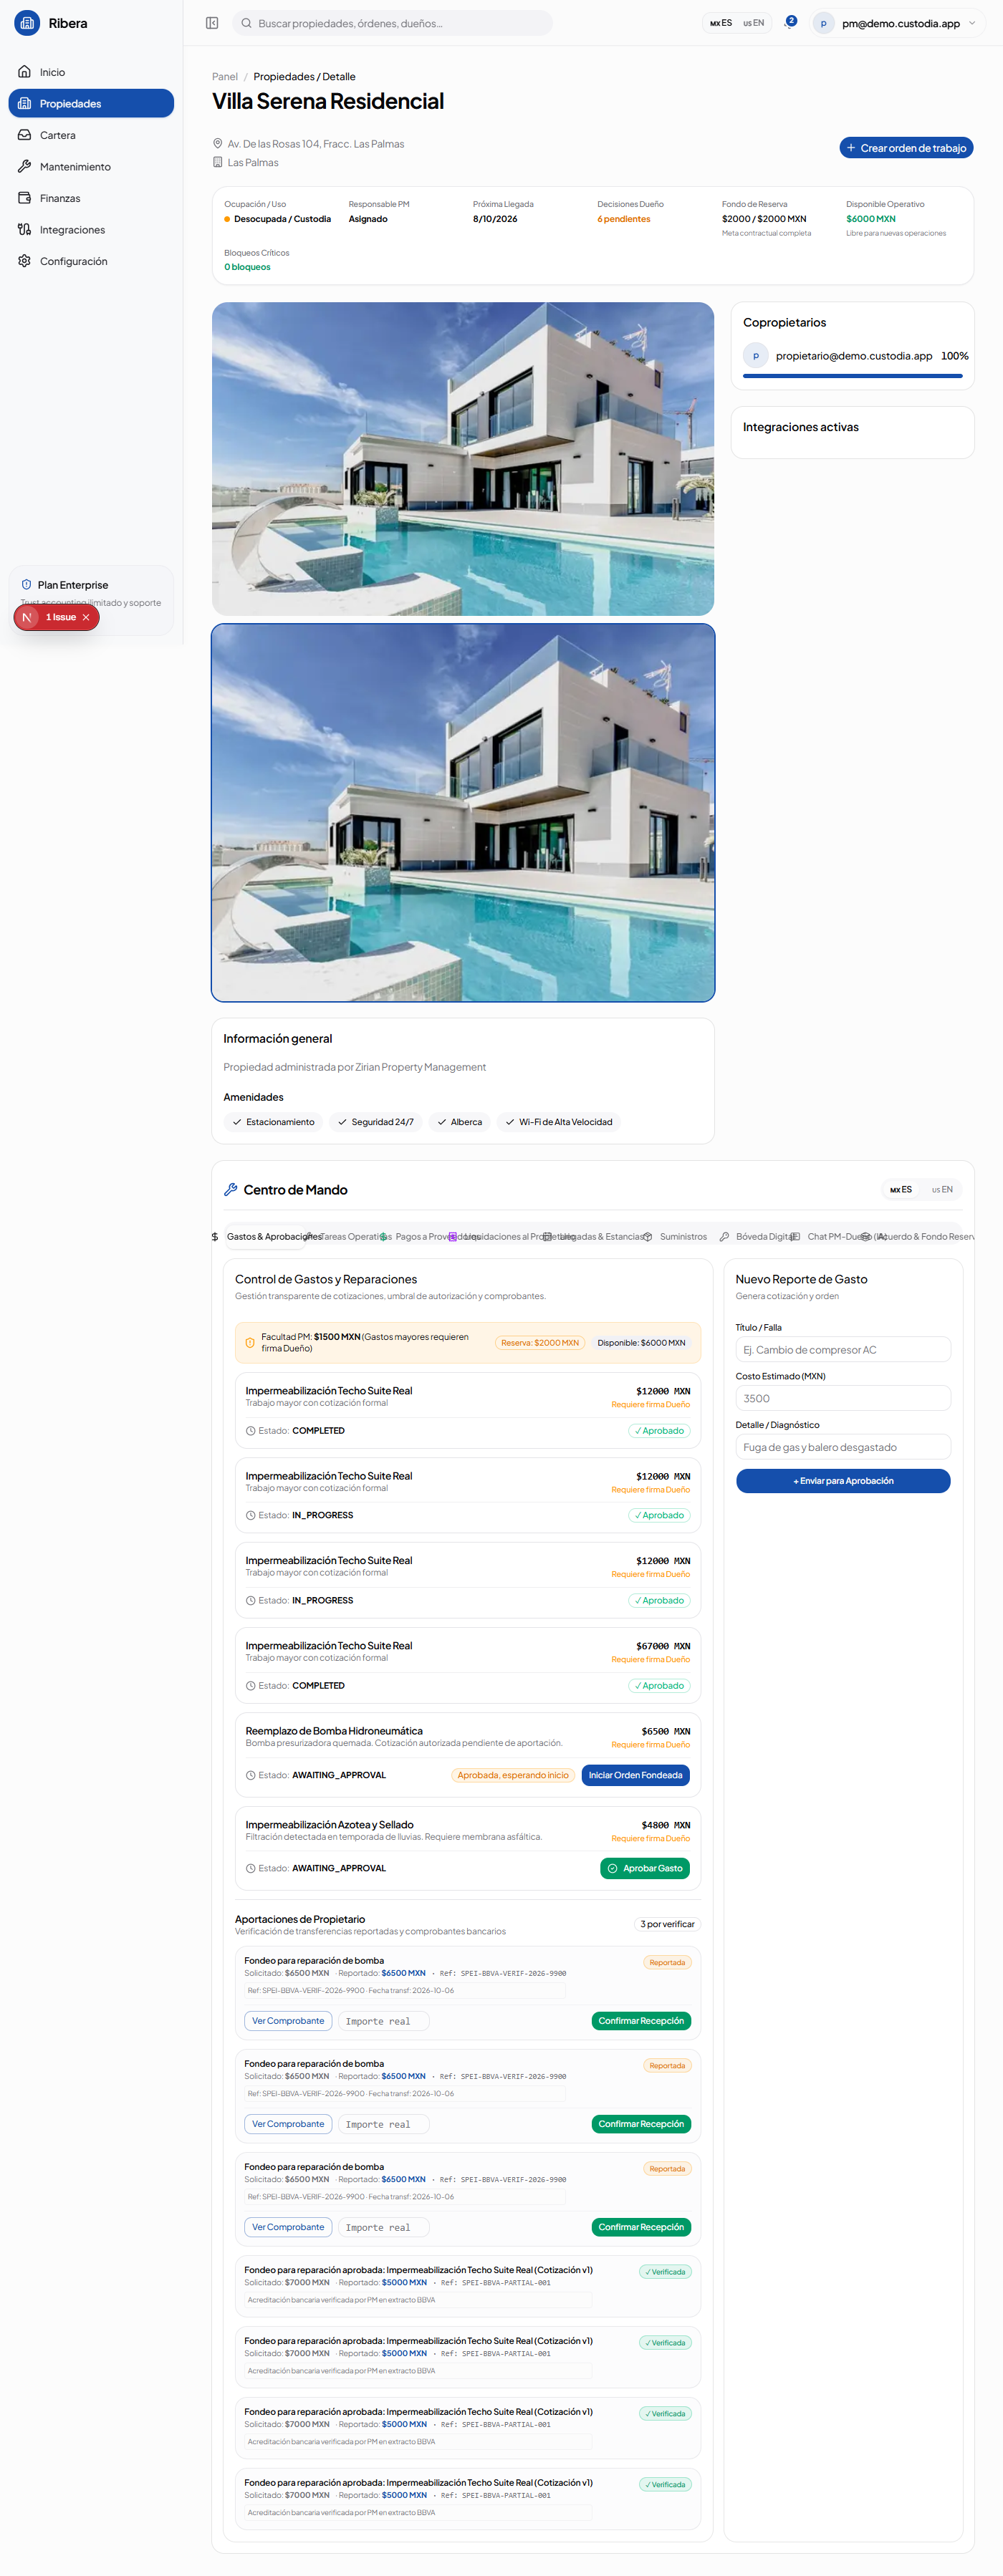 Ribera
Buscar propiedades, órdenes, dueños...
MX ES US EN
2
p pm@demo.custodia.app
Inicio
Propiedades
Cartera
Mantenimiento
Finanzas
Integraciones
Configuración
Plan Enterprise
Trust accounting ilimitado y soporte
N 1 Issue
Panel / Propiedades / Detalle
Villa Serena Residencial
Av. De las Rosas 104, Fracc. Las Palmas
Las Palmas
+ Crear orden de trabajo
Ocupación / Uso
Desocupada / Custodia
Responsable PM
Asignado
Próxima Llegada
8/10/2026
Decisiones Dueño
6 pendientes
Fondo de Reserva
$2000 / $2000 MXN
Meta contractual completa
Disponible Operativo
$6000 MXN
Libre para nuevas operaciones
Bloqueos Críticos
0 bloqueos
Copropietarios
p propietario@demo.custodia.app 100%
Integraciones activas
Información general
Propiedad administrada por Zirian Property Management
Amenidades
Estacionamiento
Seguridad 24/7
Alberca
Wi-Fi de Alta Velocidad
Centro de Mando
MX ES US EN
Gastos & Aprobaciones
Tareas Operativas
Pagos a Proveedores
Liquidaciones al Propietario
Llegadas & Estancias
Suministros
Bóveda Digital
Chat PM-Dueño
Acuerdo & Fondo Reserv
Control de Gastos y Reparaciones
Gestión transparente de cotizaciones, umbral de autorización y comprobantes.
Facultad PM: $1500 MXN (Gastos mayores requieren
firma Dueño)
Reserva: $2000 MXN
Disponible: $6000 MXN
Impermeabilización Techo Suite Real
$12000 MXN
Trabajo mayor con cotización formal
Requiere firma Dueño
Estado: COMPLETED
✓ Aprobado
Impermeabilización Techo Suite Real
$12000 MXN
Trabajo mayor con cotización formal
Requiere firma Dueño
Estado: IN_PROGRESS
✓ Aprobado
Impermeabilización Techo Suite Real
$12000 MXN
Trabajo mayor con cotización formal
Requiere firma Dueño
Estado: IN_PROGRESS
✓ Aprobado
Impermeabilización Techo Suite Real
$67000 MXN
Trabajo mayor con cotización formal
Requiere firma Dueño
Estado: COMPLETED
✓ Aprobado
Reemplazo de Bomba Hidroneumática
$6500 MXN
Bomba presurizadora quemada. Cotización autorizada pendiente de aportación.
Requiere firma Dueño
Estado: AWAITING_APPROVAL
Aprobada, esperando inicio
Iniciar Orden Fondeada
Impermeabilización Azotea y Sellado
$4800 MXN
Filtración detectada en temporada de lluvias. Requiere membrana asfáltica.
Requiere firma Dueño
Estado: AWAITING_APPROVAL
Aprobar Gasto
Aportaciones de Propietario
Verificación de transferencias reportadas y comprobantes bancarios
3 por verificar
Fondeo para reparación de bomba
Reportada
Solicitado: $6500 MXN · Reportado: $6500 MXN • Ref: SPEI-BBVA-VERIF-2026-9900
Ref: SPEI-BBVA-VERIF-2026-9900 · Fecha transf: 2026-10-06
Ver Comprobante
Importe real
Confirmar Recepción
Fondeo para reparación de bomba
Reportada
Solicitado: $6500 MXN · Reportado: $6500 MXN • Ref: SPEI-BBVA-VERIF-2026-9900
Ref: SPEI-BBVA-VERIF-2026-9900 · Fecha transf: 2026-10-06
Ver Comprobante
Importe real
Confirmar Recepción
Fondeo para reparación de bomba
Reportada
Solicitado: $6500 MXN · Reportado: $6500 MXN • Ref: SPEI-BBVA-VERIF-2026-9900
Ref: SPEI-BBVA-VERIF-2026-9900 · Fecha transf: 2026-10-06
Ver Comprobante
Importe real
Confirmar Recepción
Fondeo para reparación aprobada: Impermeabilización Techo Suite Real (Cotización v1)
✓ Verificada
Solicitado: $7000 MXN · Reportado: $5000 MXN • Ref: SPEI-BBVA-PARTIAL-001
Acreditación bancaria verificada por PM en extracto BBVA
Fondeo para reparación aprobada: Impermeabilización Techo Suite Real (Cotización v1)
✓ Verificada
Solicitado: $7000 MXN · Reportado: $5000 MXN • Ref: SPEI-BBVA-PARTIAL-001
Acreditación bancaria verificada por PM en extracto BBVA
Fondeo para reparación aprobada: Impermeabilización Techo Suite Real (Cotización v1)
✓ Verificada
Solicitado: $7000 MXN · Reportado: $5000 MXN • Ref: SPEI-BBVA-PARTIAL-001
Acreditación bancaria verificada por PM en extracto BBVA
Fondeo para reparación aprobada: Impermeabilización Techo Suite Real (Cotización v1)
✓ Verificada
Solicitado: $7000 MXN · Reportado: $5000 MXN • Ref: SPEI-BBVA-PARTIAL-001
Acreditación bancaria verificada por PM en extracto BBVA
Nuevo Reporte de Gasto
Genera cotización y orden
Título / Falla
Ej. Cambio de compresor AC
Costo Estimado (MXN)
3500
Detalle / Diagnóstico
Fuga de gas y balero desgastado
+ Enviar para Aprobación